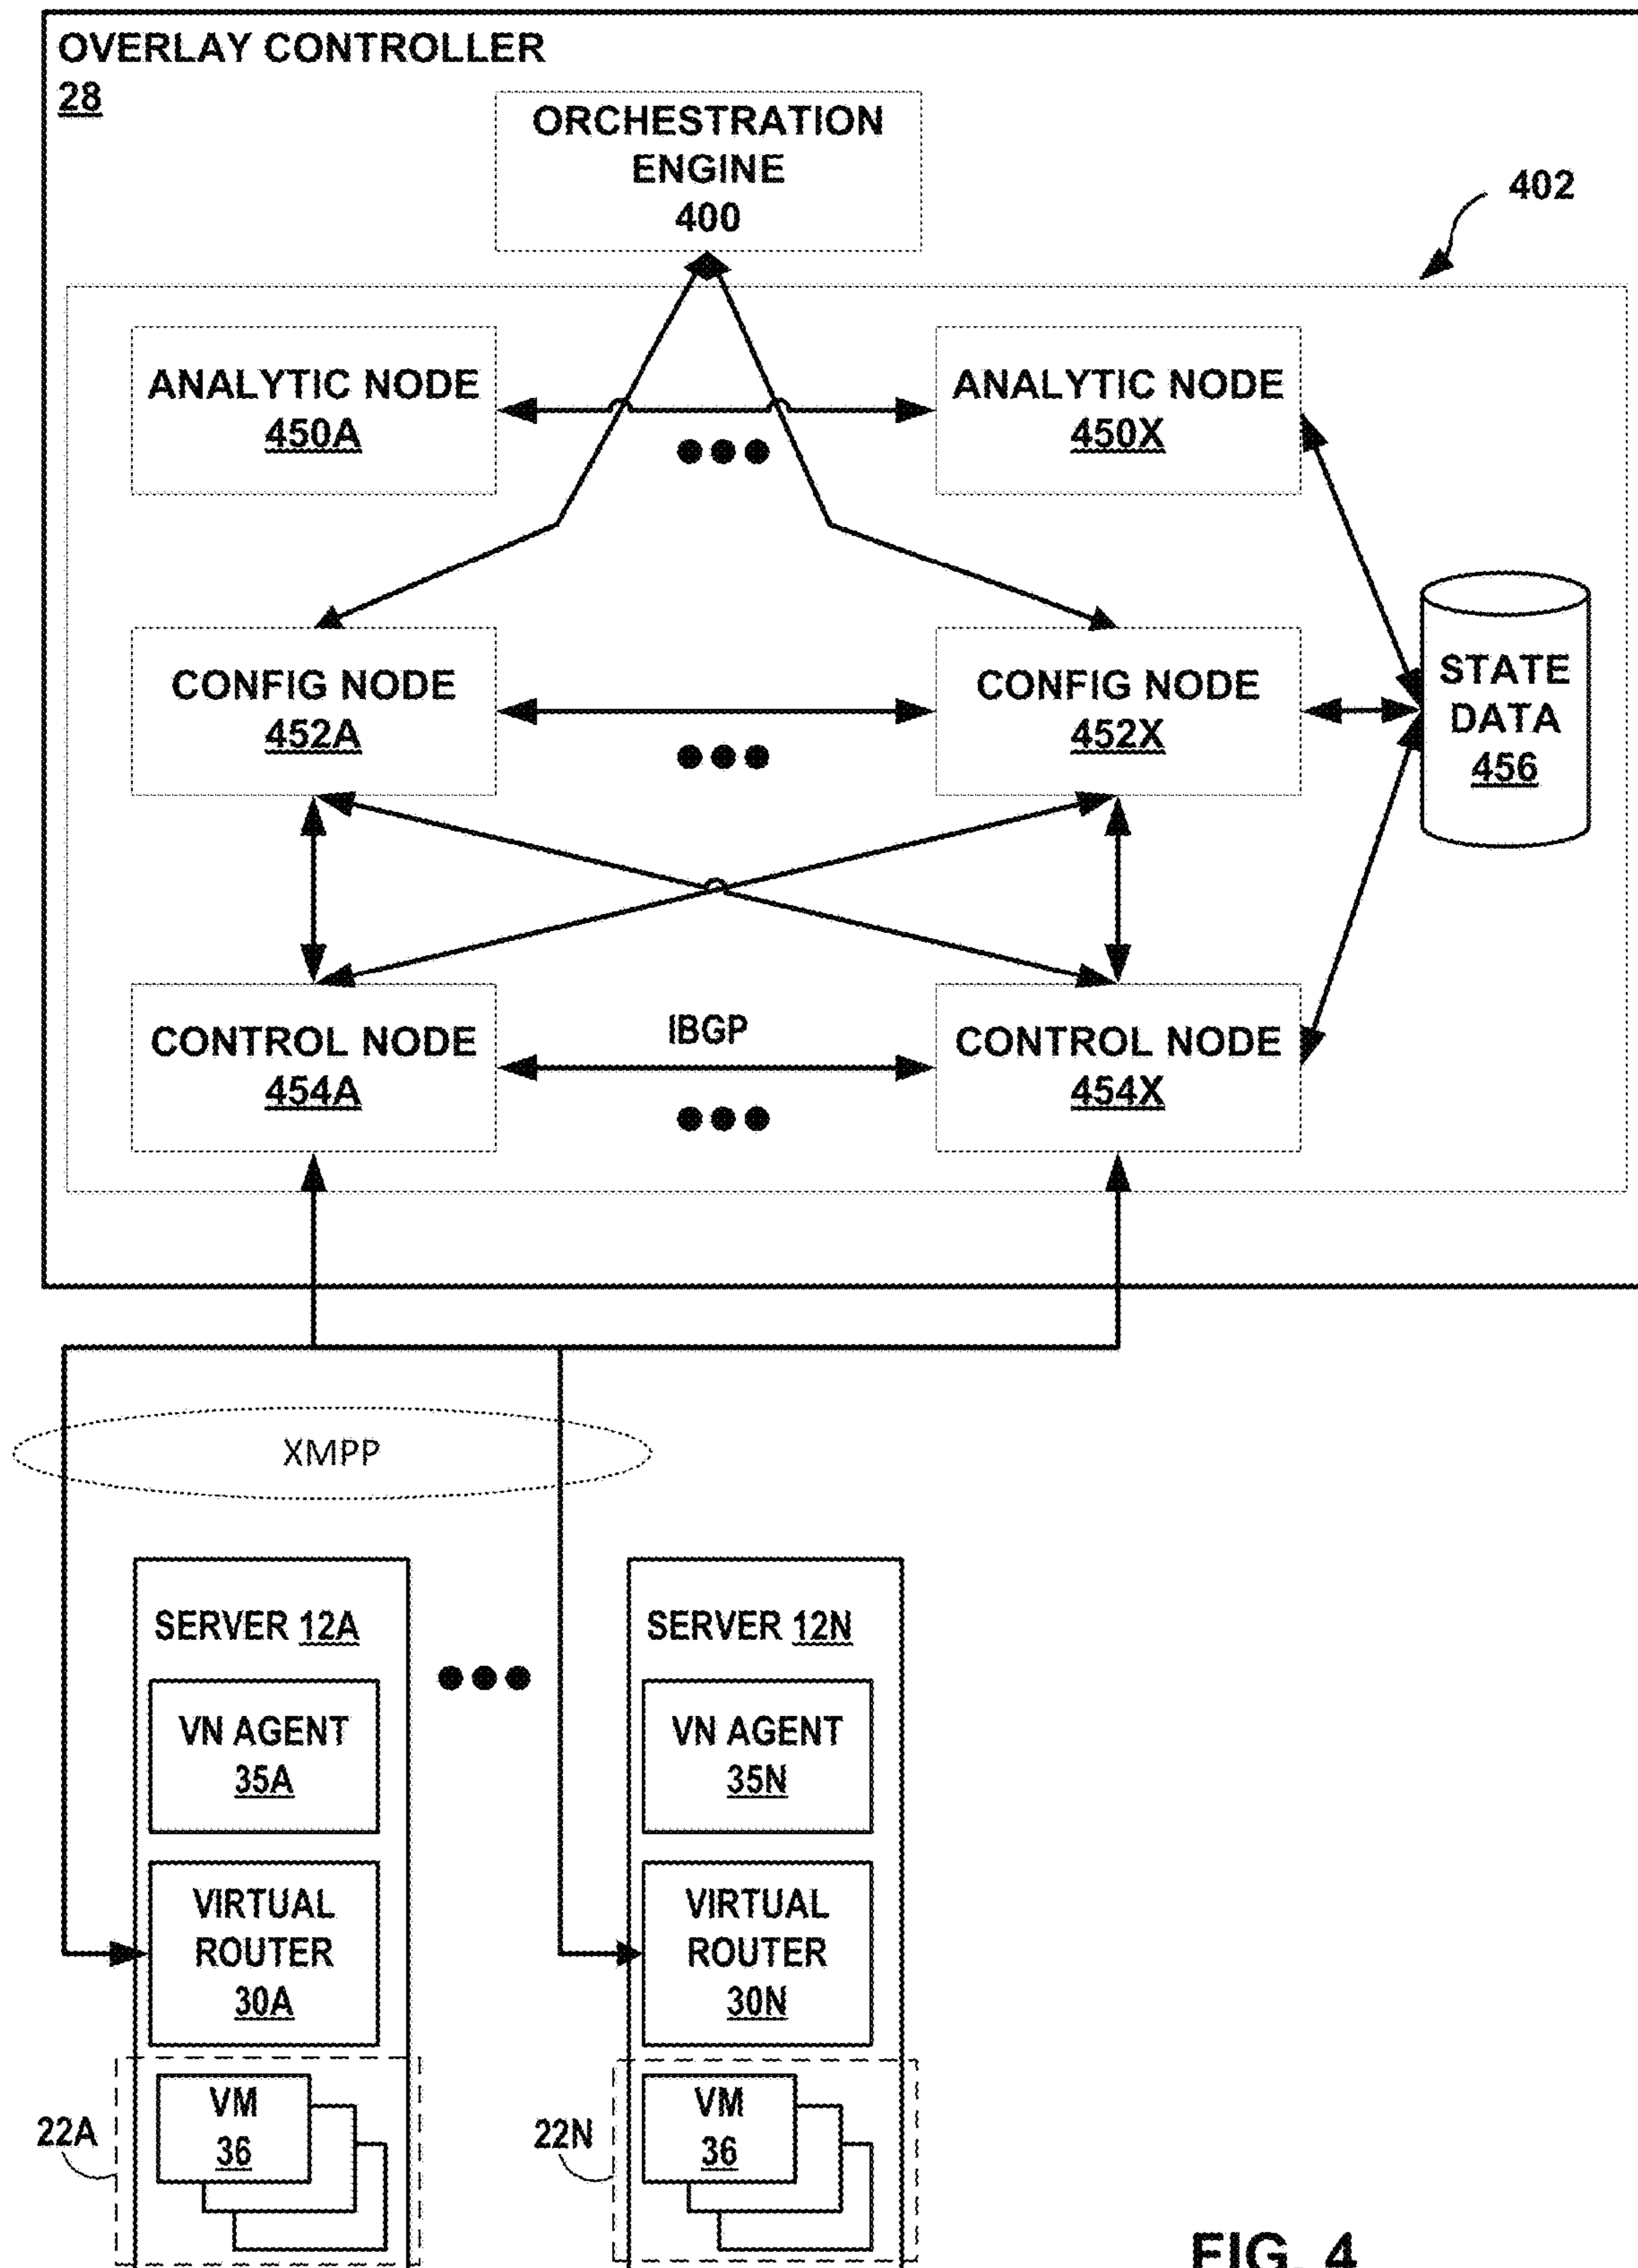 OVERLAY CONTROLLER
28
ORCHESTRATION
ENGINE
400
402
ANALYTIC NODE
450A
ANALYTIC NODE
450X
CONFIG NODE
452A
CONFIG NODE
452X
STATE
DATA
456
CONTROL NODE
454A
IBGP
CONTROL NODE
454X
XMPP
SERVER 12A
VN AGENT
35A
VIRTUAL
ROUTER
30A
VM
36
22A
SERVER 12N
VN AGENT
35N
VIRTUAL
ROUTER
30N
VM
36
22N
FIG. 4